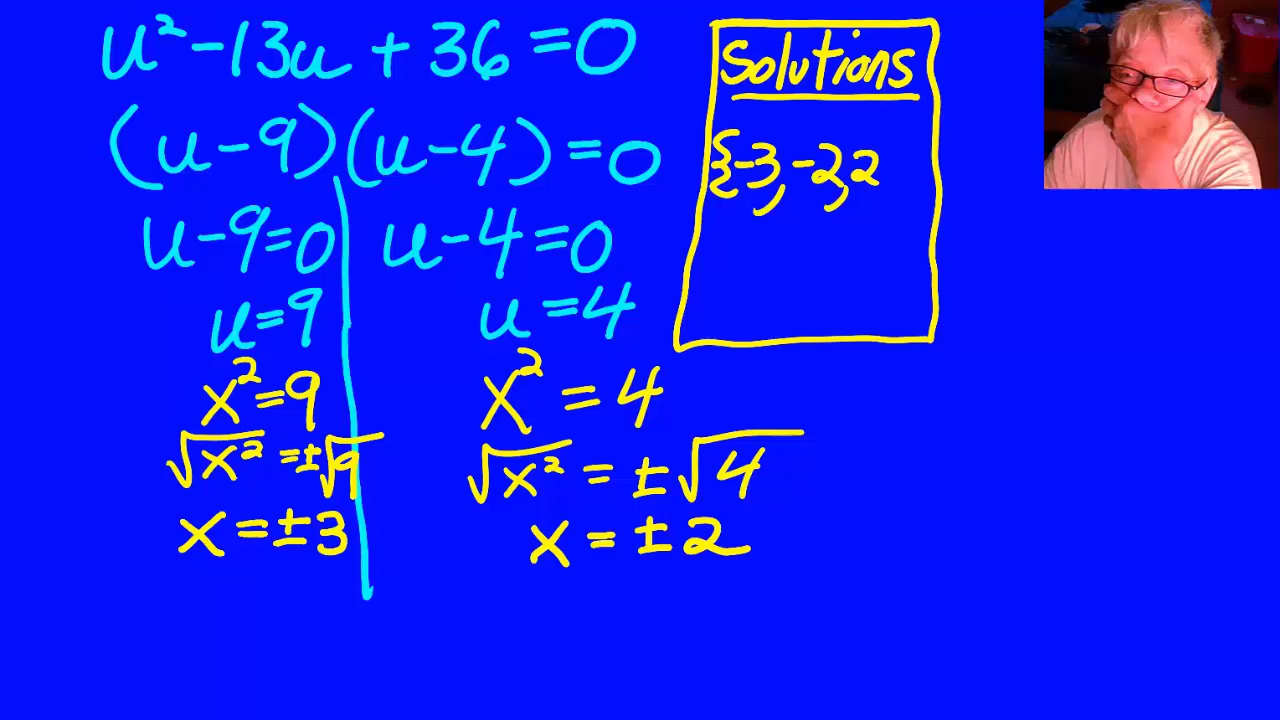 u² - 13u + 36 = 0
(u - 9)(u - 4) = 0
u - 9 = 0 u - 4 = 0
u = 9 u = 4
x² = 9 x² = 4
√x² = ±√9 √x² = ±√4
x = ±3 x = ±2
Solutions
{-3, -2, 2